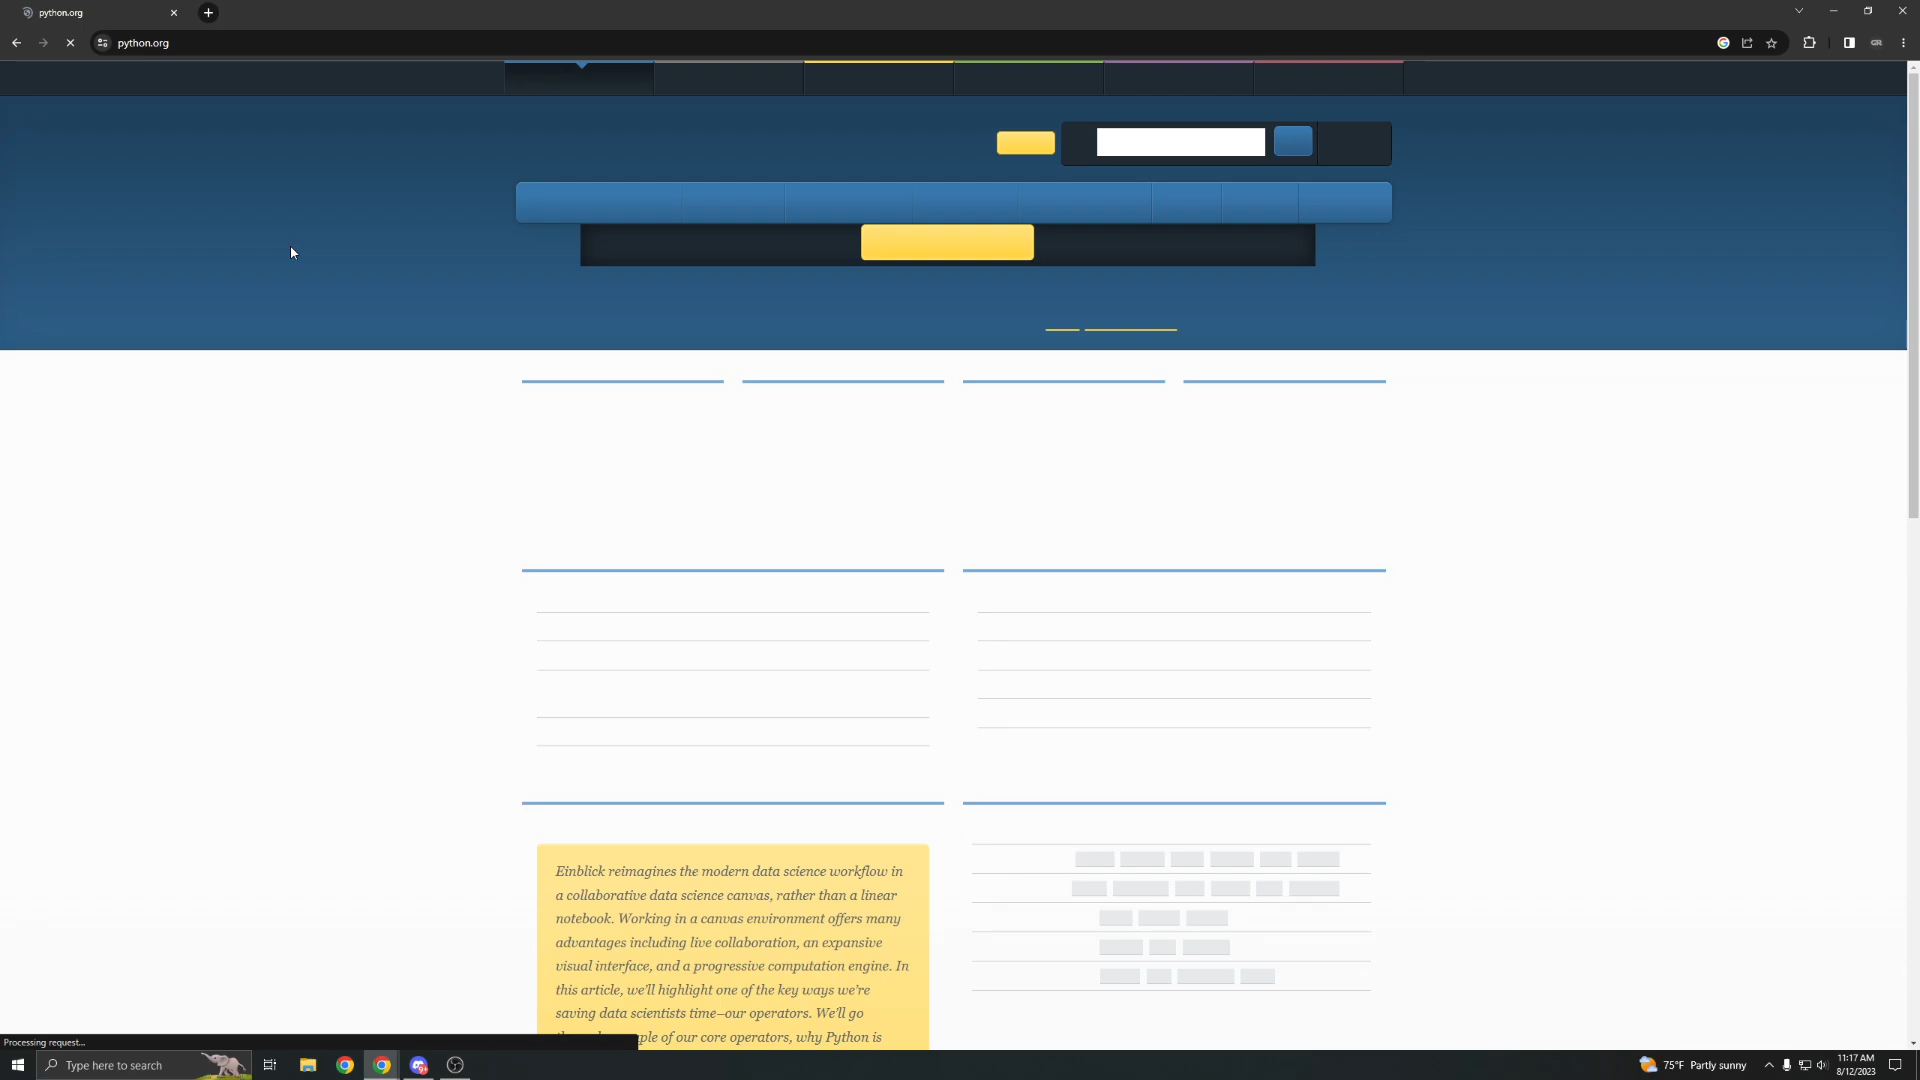 python.org
python.org
GR
Einblick reimagines the modern data science workflow in
a collaborative data science canvas, rather than a linear
notebook. Working in a canvas environment offers many
advantages including live collaboration, an expansive
visual interface, and a progressive computation engine. In
this article, we'll highlight one of the key ways we're
saving data scientists time–our operators. We'll go
ple of our core operators, why Python is
Processing request...
Type here to search
75°F Partly sunny
11:17 AM
8/12/2023